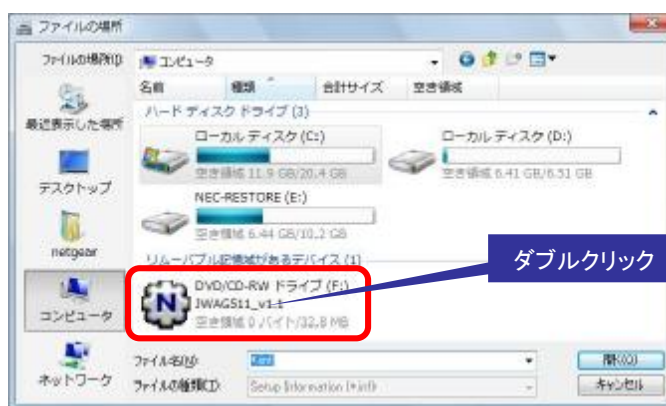 ファイルの場所
ファイルの場所(I):
コンピュータ
名前 種類 合計サイズ 空き領域
ハード ディスク ドライブ (3)
ローカル ディスク (C:)
空き領域 11.9 GB/20.4 GB
ローカル ディスク (D:)
空き領域 6.41 GB/6.51 GB
NEC-RESTORE (E:)
空き領域 6.44 GB/10.2 GB
リムーバブル記憶域があるデバイス (1)
DVD/CD-RW ドライブ (F:)
JWAGS11_v1.1
空き領域 0 バイト/32.8 MB
ダブルクリック
最近表示した場所
デスクトップ
netgear
コンピュータ
ネットワーク
ファイル名(N):
ファイルの種類(T):
Setup Information (*.inf)
開く(O)
キャンセル